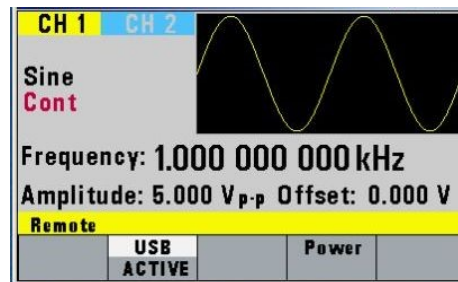 CH 1 CH 2
Sine
Cont
Frequency: 1.000 000 000 kHz
Amplitude: 5.000 Vp-p Offset: 0.000 V
Remote
USB Power
ACTIVE